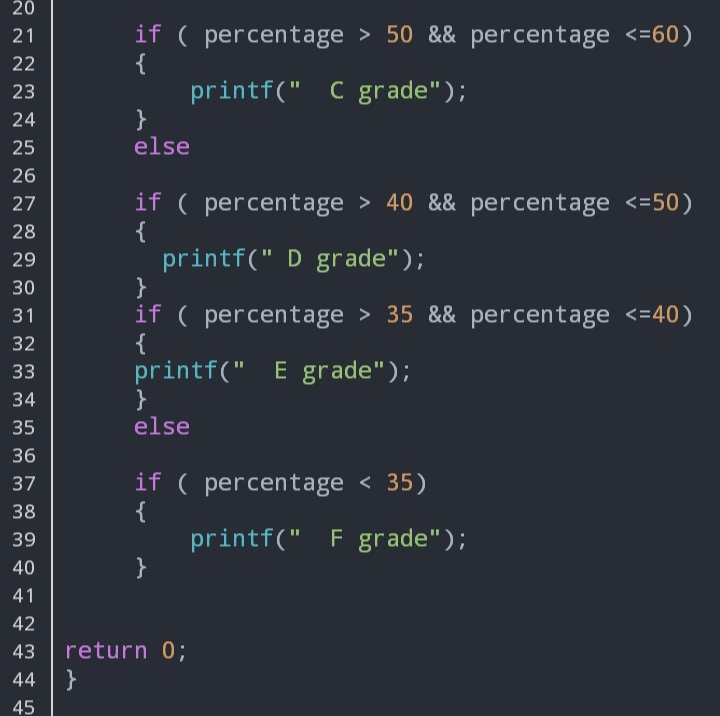 20
21 if ( percentage > 50 && percentage <=60)
22 {
23 printf("  C grade");
24 }
25 else
26
27 if ( percentage > 40 && percentage <=50)
28 {
29 printf(" D grade");
30 }
31 if ( percentage > 35 && percentage <=40)
32 {
33 printf("  E grade");
34 }
35 else
36
37 if ( percentage < 35)
38 {
39 printf("  F grade");
40 }
41
42
43 return 0;
44 }
45